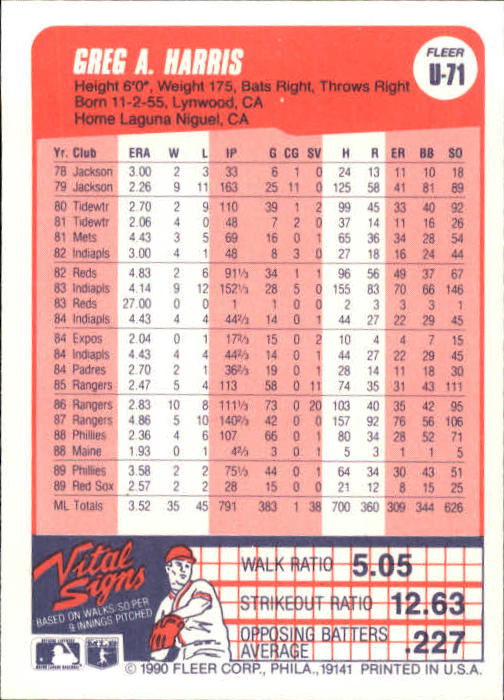 GREG A. HARRIS
FLEER
U-71
Height 6'0", Weight 175, Bats Right, Throws Right
Born 11-2-55, Lynwood, CA
Home Laguna Niguel, CA
Yr. Club ERA W L IP G CG SV H R ER BB SO
78 Jackson 3.00 2 3 33 6 1 0 24 13 11 10 18
79 Jackson 2.26 9 11 163 25 11 0 125 58 41 81 89
80 Tidewtr 2.70 2 9 110 39 1 2 99 45 33 40 92
81 Tidewtr 2.06 4 0 48 7 2 0 37 14 11 16 26
81 Mets 4.43 3 5 69 16 0 1 65 36 34 28 54
82 Indiapls 3.00 4 1 48 8 3 0 27 18 16 24 44
82 Reds 4.83 2 6 91⅓ 34 1 1 96 56 49 37 67
83 Indiapls 4.14 9 12 152⅓ 28 5 0 155 83 70 66 146
83 Reds 27.00 0 0 1 1 0 0 2 3 3 3 1
84 Indiapls 4.43 4 4 44⅔ 14 0 1 44 27 22 29 45
84 Expos 2.04 0 1 17⅔ 15 0 2 10 4 4 7 15
84 Indiapls 4.43 4 4 44⅔ 14 0 1 44 27 22 29 45
84 Padres 2.70 2 1 36⅔ 19 0 1 28 14 11 18 30
85 Rangers 2.47 5 4 113 58 0 11 74 35 31 43 111
86 Rangers 2.83 10 8 111⅓ 73 0 20 103 40 35 42 95
87 Rangers 4.86 5 10 140⅔ 42 0 0 157 92 76 56 106
88 Phillies 2.36 4 6 107 66 0 1 80 34 28 52 71
88 Maine 1.93 0 1 4⅔ 3 0 1 5 3 1 1 5
89 Phillies 3.58 2 2 75⅓ 44 0 1 64 34 30 43 51
89 Red Sox 2.57 2 2 28 15 0 0 21 12 8 15 25
ML Totals 3.52 35 45 791 383 1 38 700 360 309 344 626
Vital Signs
BASED ON WALKS/SO PER
9 INNINGS PITCHED
WALK RATIO 5.05
STRIKEOUT RATIO 12.63
OPPOSING BATTERS
AVERAGE .227
© 1990 FLEER CORP., PHILA., 19141 PRINTED IN U.S.A.